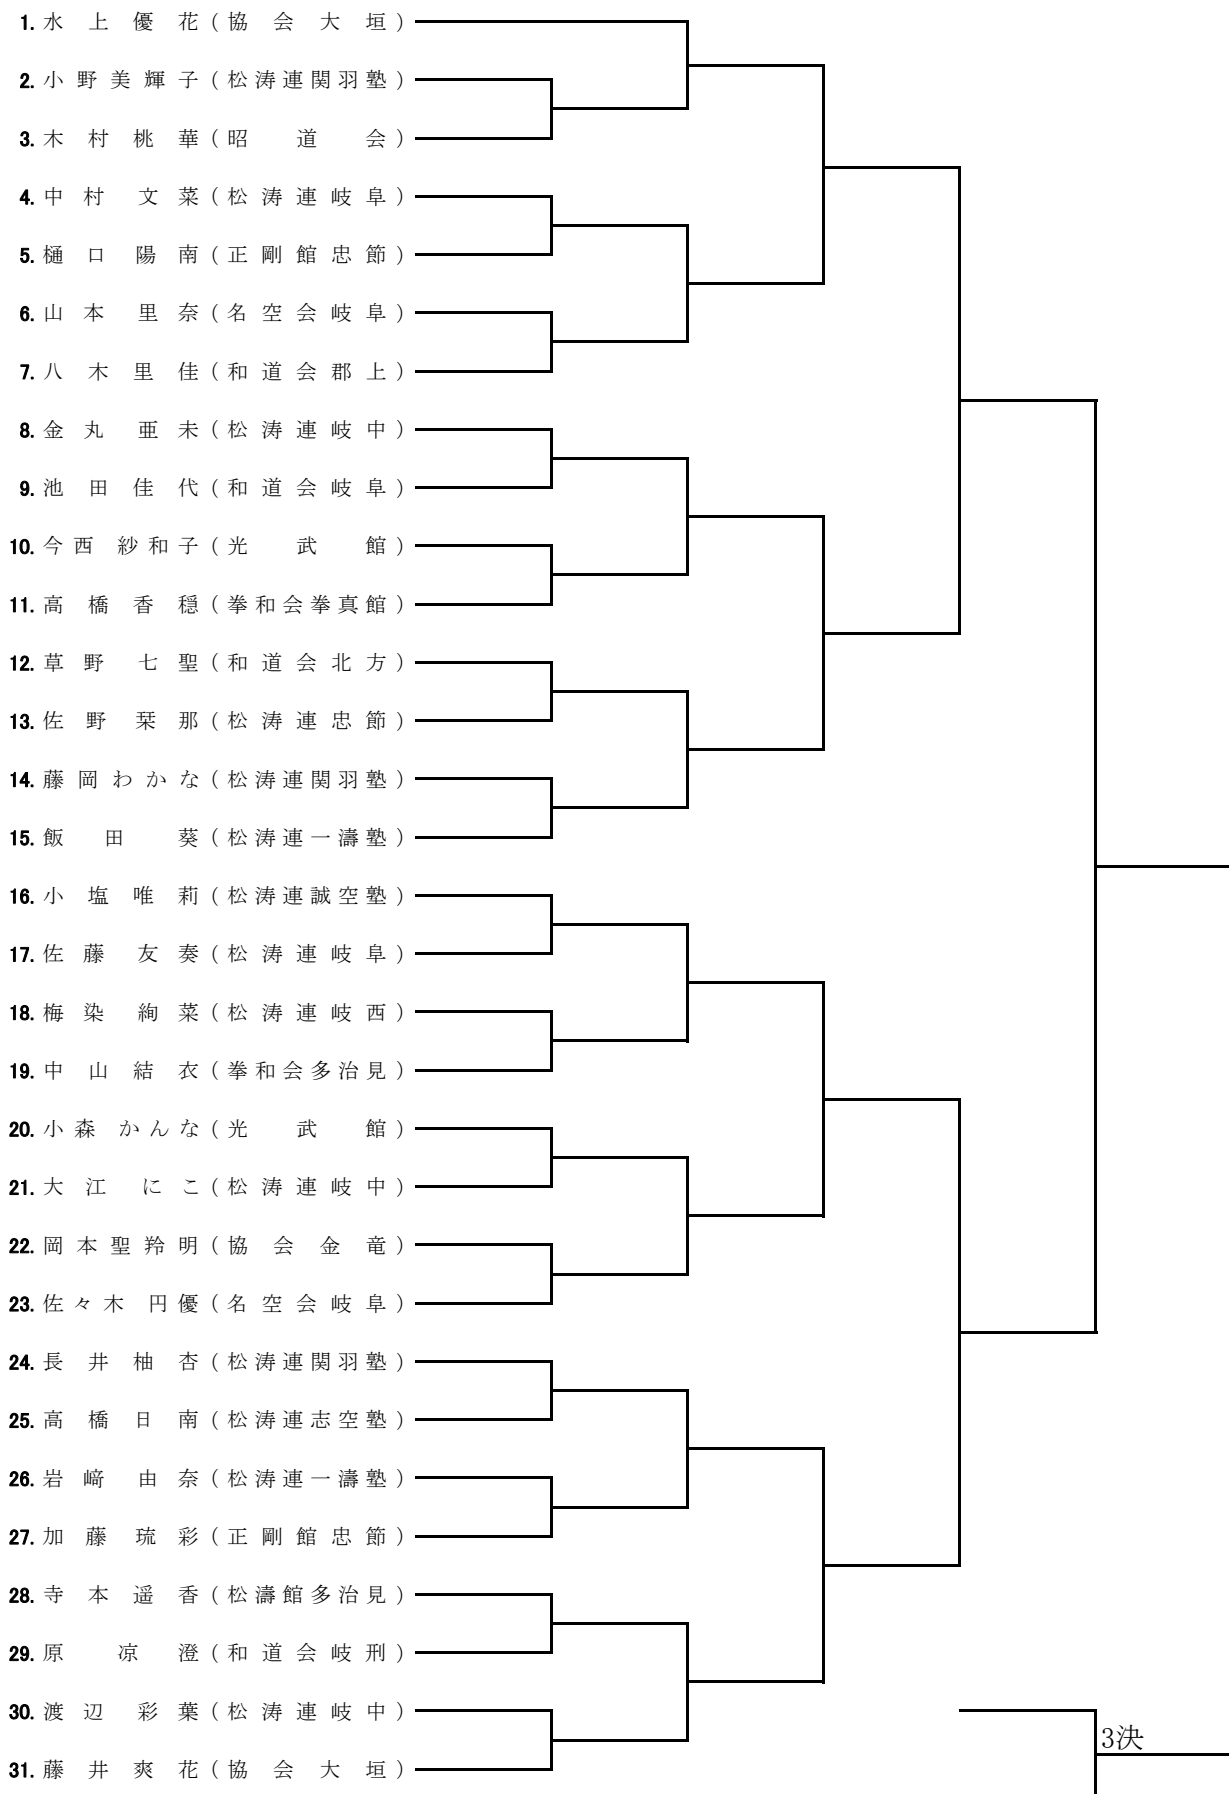 1. 水上優花(協会大垣)
2. 小野美輝子(松涛連関羽塾)
3. 木村桃華(昭道会)
4. 中村文菜(松涛連岐阜)
5. 樋口陽南(正剛館忠節)
6. 山本里奈(名空会岐阜)
7. 八木里佳(和道会郡上)
8. 金丸亜未(松涛連岐中)
9. 池田佳代(和道会岐阜)
10. 今西紗和子(光武館)
11. 高橋香穏(拳和会拳真館)
12. 草野七聖(和道会北方)
13. 佐野栞那(松涛連忠節)
14. 藤岡わかな(松涛連関羽塾)
15. 飯田葵(松涛連一濤塾)
16. 小塩唯莉(松涛連誠空塾)
17. 佐藤友奏(松涛連岐阜)
18. 梅染絢菜(松涛連岐西)
19. 中山結衣(拳和会多治見)
20. 小森かんな(光武館)
21. 大江にこ(松涛連岐中)
22. 岡本聖羚明(協会金竜)
23. 佐々木円優(名空会岐阜)
24. 長井柚杏(松涛連関羽塾)
25. 高橋日南(松涛連志空塾)
26. 岩﨑由奈(松涛連一濤塾)
27. 加藤琉彩(正剛館忠節)
28. 寺本遥香(松濤館多治見)
29. 原凉澄(和道会岐刑)
30. 渡辺彩葉(松涛連岐中)
3決
31. 藤井爽花(協会大垣)